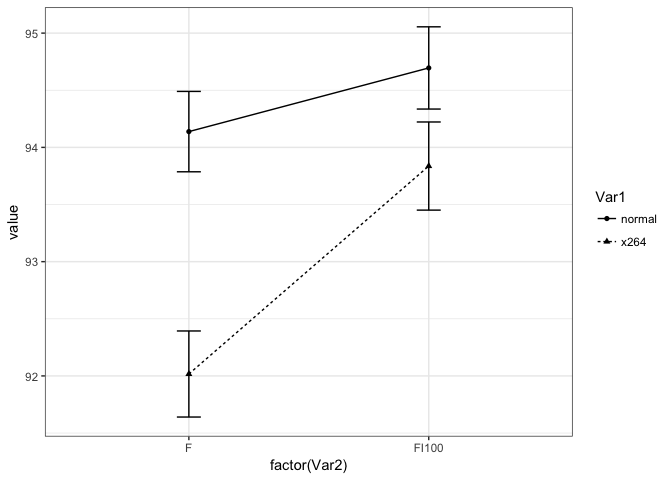 95
94
93
92
value
F
FI100
factor(Var2)
Var1
normal
x264